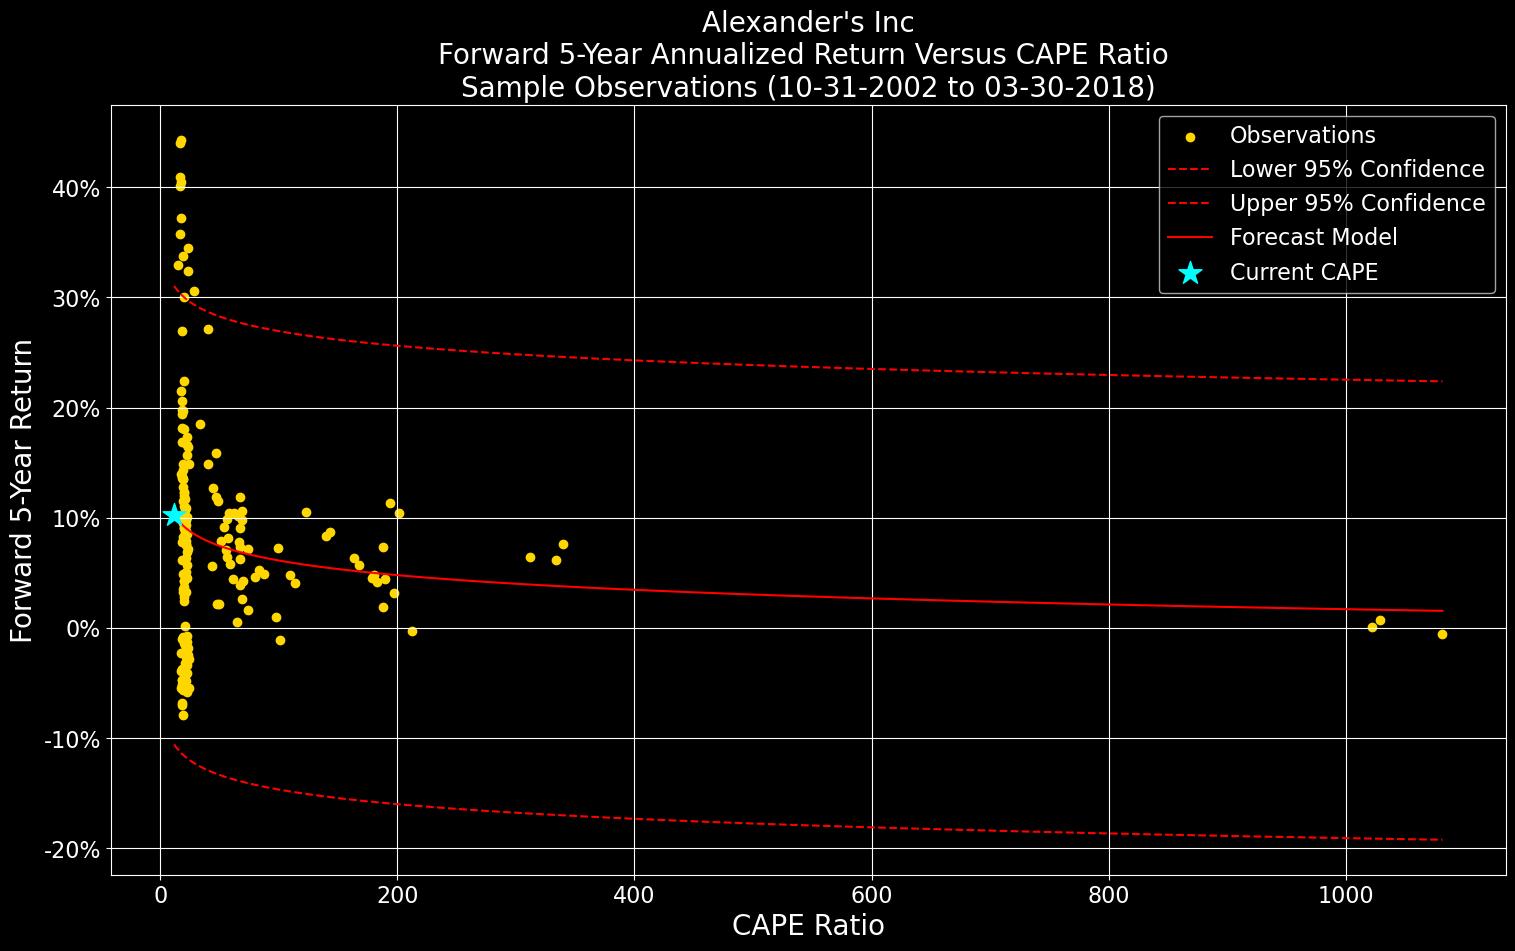 Alexander's Inc
Forward 5-Year Annualized Return Versus CAPE Ratio
Sample Observations (10-31-2002 to 03-30-2018)
Observations
Lower 95% Confidence
Upper 95% Confidence
Forecast Model
Current CAPE
Forward 5-Year Return
40%
30%
20%
10%
0%
-10%
-20%
0 200 400 600 800 1000
CAPE Ratio